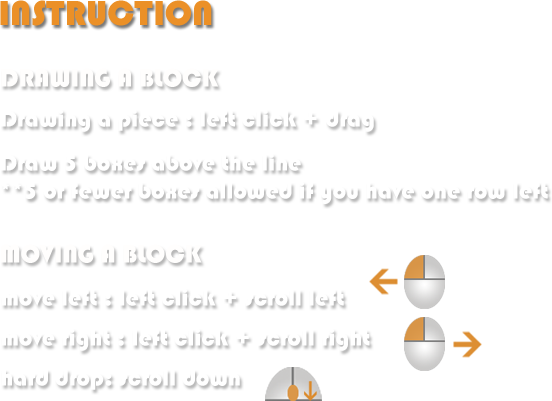 INSTRUCTION
DRAWING A BLOCK
Drawing a piece : left click + drag
Draw 5 boxes above the line
**5 or fewer boxes allowed if you have one row left
MOVING A BLOCK
move left : left click + scroll left
move right : left click + scroll right
hard drop: scroll down